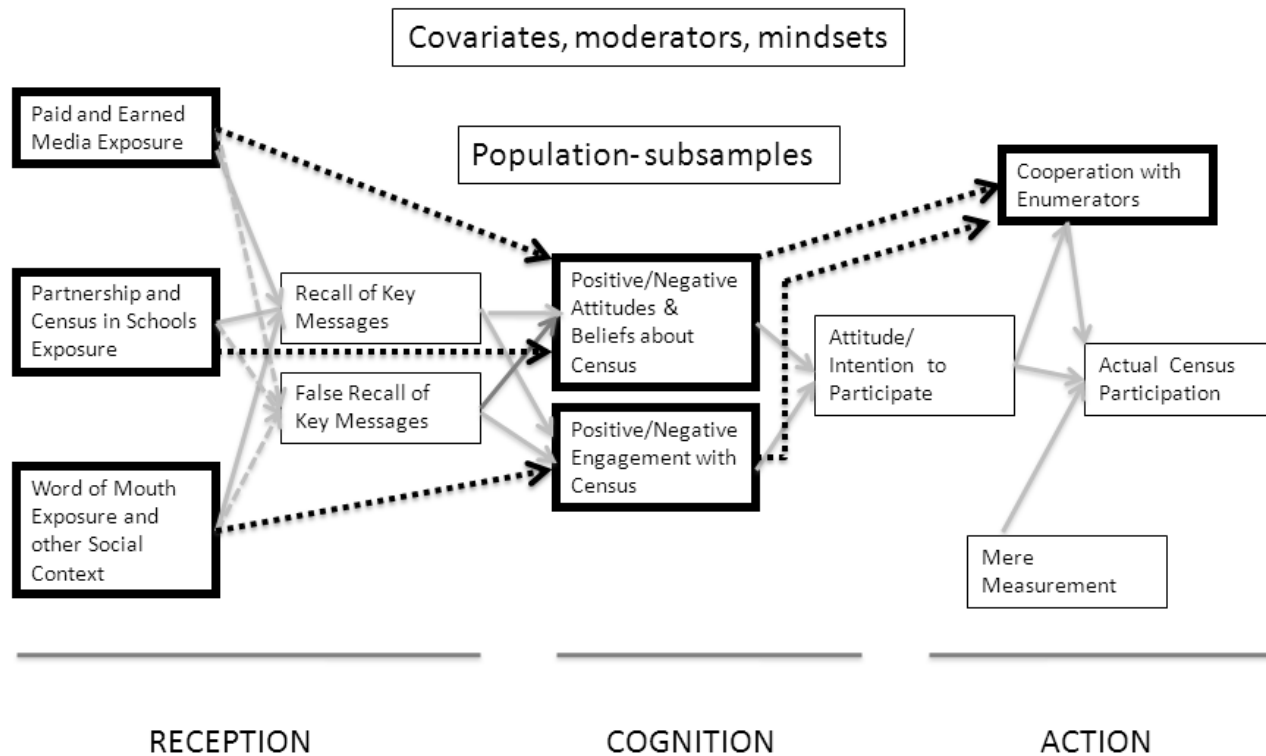 Covariates, moderators, mindsets
Paid and Earned
Media Exposure
Population-subsamples
Cooperation with
Enumerators
Partnership and
Census in Schools
Exposure
Recall of Key
Messages
Positive/Negative
Attitudes &
Beliefs about
Census
Attitude/
Intention to
Participate
Actual Census
Participation
False Recall of
Key Messages
Positive/Negative
Engagement with
Census
Word of Mouth
Exposure and
other Social
Context
Mere
Measurement
RECEPTION
COGNITION
ACTION